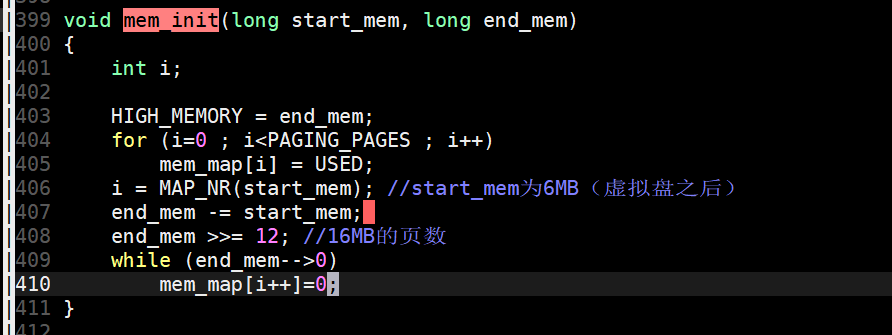 399 void mem_init(long start_mem, long end_mem)
400 {
401     int i;
402
403     HIGH_MEMORY = end_mem;
404     for (i=0 ; i<PAGING_PAGES ; i++)
405         mem_map[i] = USED;
406     i = MAP_NR(start_mem); //start_mem为6MB（虚拟盘之后）
407     end_mem -= start_mem;
408     end_mem >>= 12; //16MB的页数
409     while (end_mem-->0)
410         mem_map[i++]=0;
411 }
412